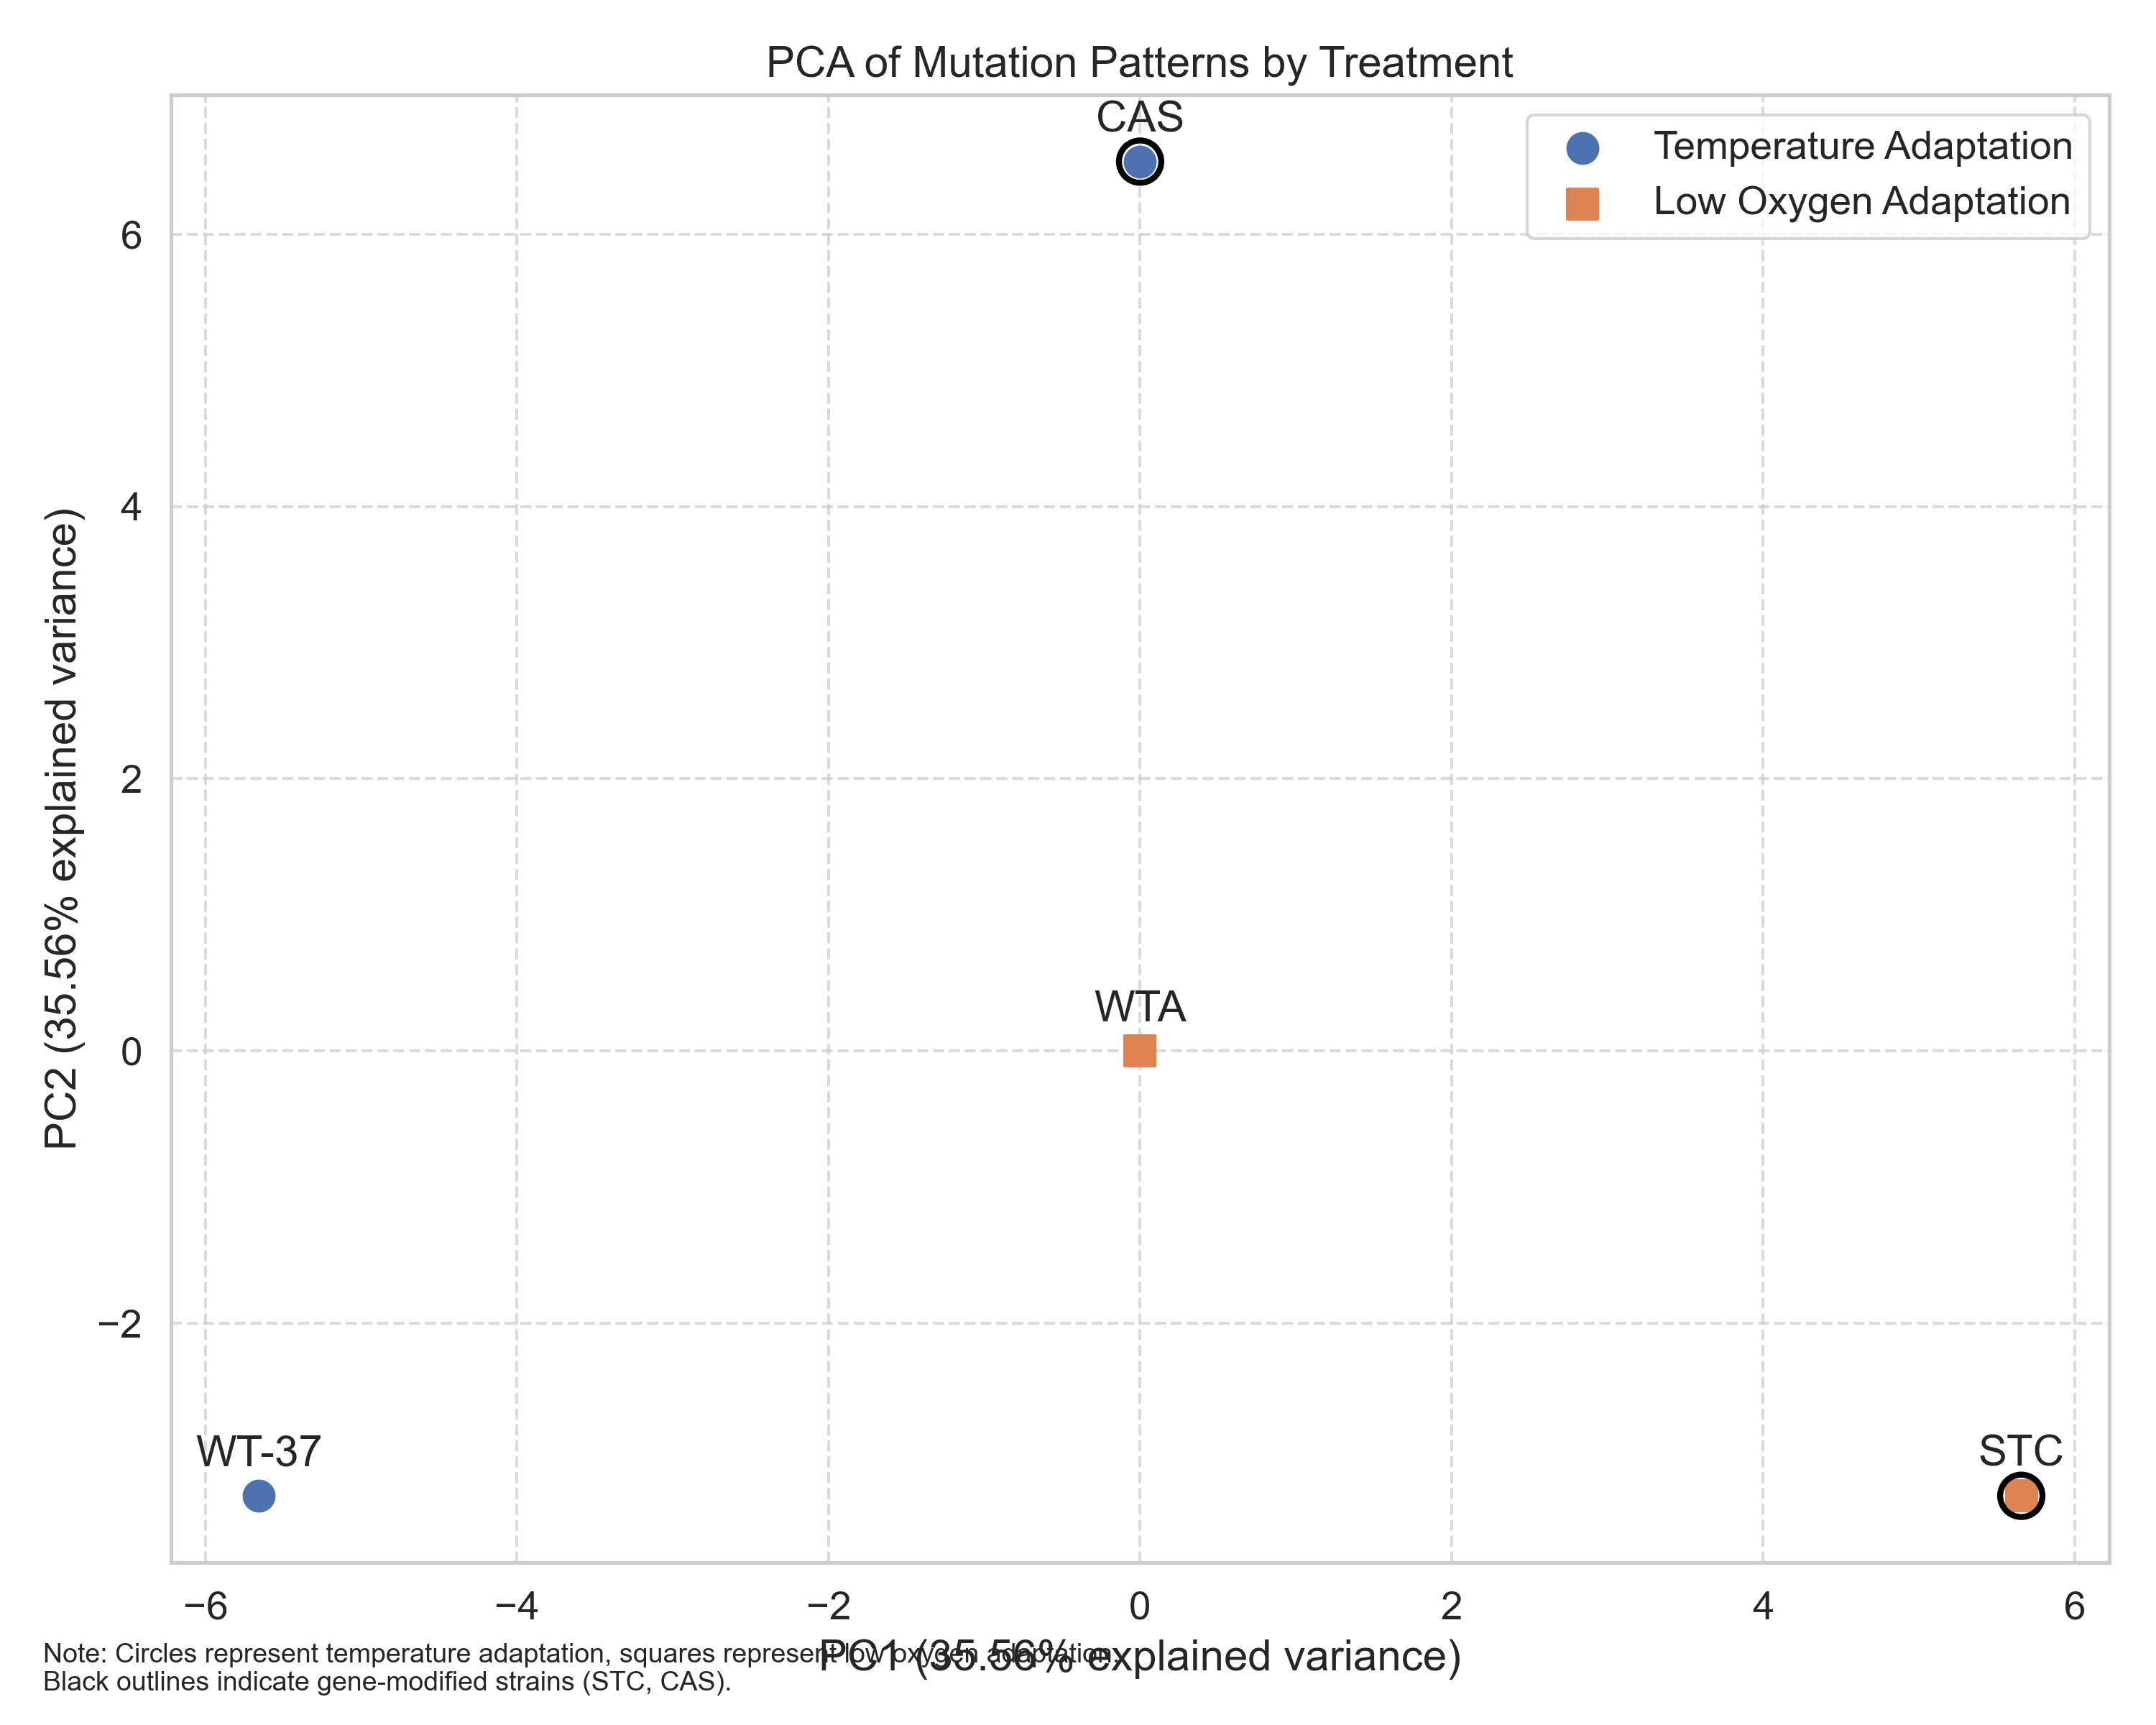 PCA of Mutation Patterns by Treatment
CAS
Temperature Adaptation
Low Oxygen Adaptation
6
4
2
0
−2
PC2 (35.56% explained variance)
WTA
WT-37
STC
−6
−4
−2
0
2
4
6
PC1 (35.56% explained variance)
Note: Circles represent temperature adaptation, squares represent low oxygen adaptation.
Black outlines indicate gene-modified strains (STC, CAS).